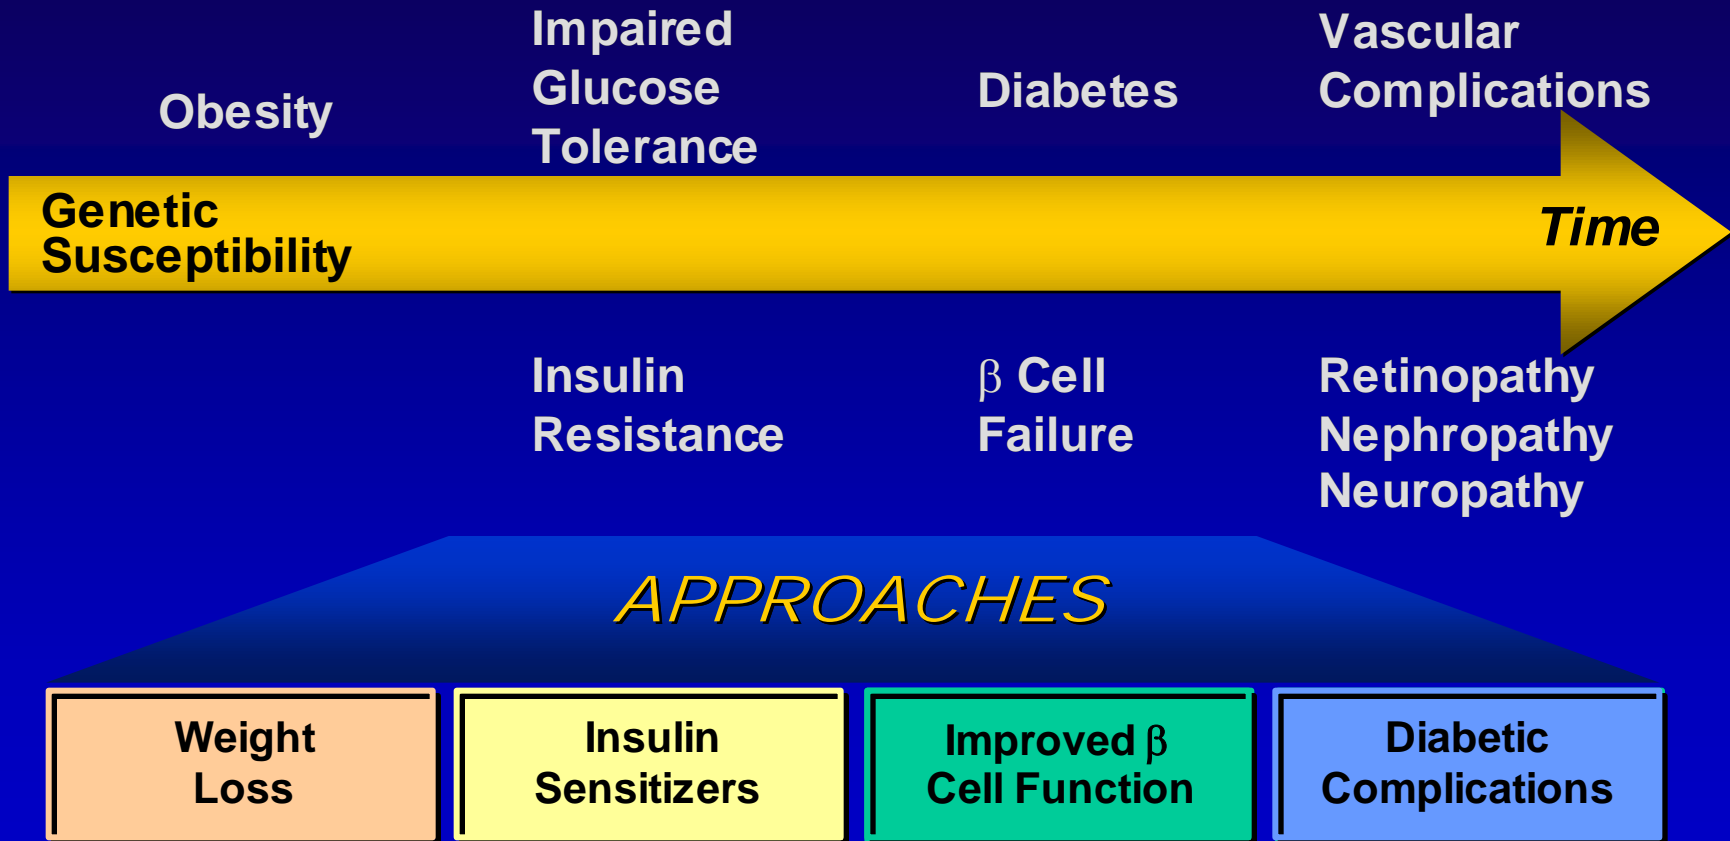 Obesity
Impaired
Glucose
Tolerance
Diabetes
Vascular
Complications
Genetic
Susceptibility
Time
Insulin
Resistance
β Cell
Failure
Retinopathy
Nephropathy
Neuropathy
APPROACHES
Weight
Loss
Insulin
Sensitizers
Improved β
Cell Function
Diabetic
Complications